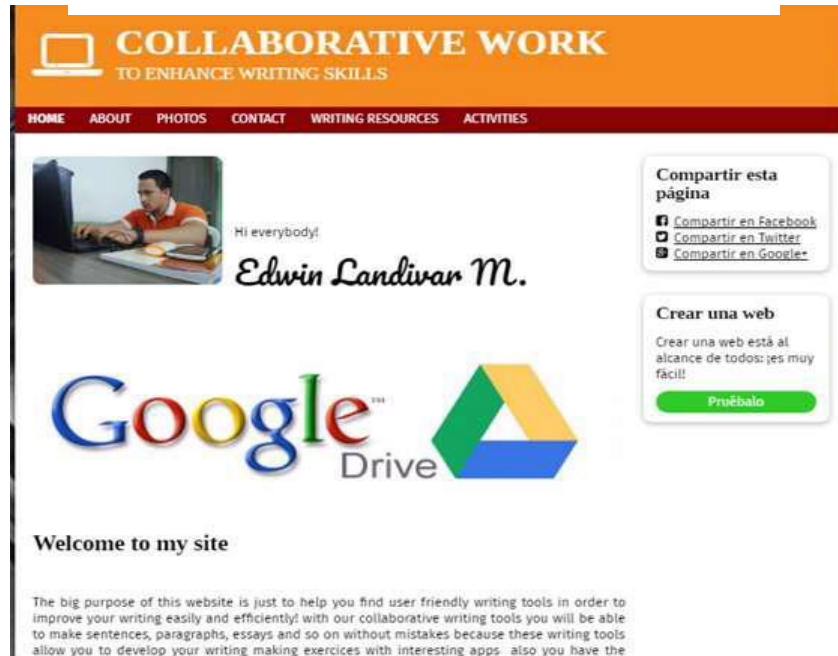 COLLABORATIVE WORK
TO ENHANCE WRITING SKILLS
HOME ABOUT PHOTOS CONTACT WRITING RESOURCES ACTIVITIES
Hi everybody!
Edwin Landivar M.
Google™
Drive
Welcome to my site
The big purpose of this website is just to help you find user friendly writing tools in order to
improve your writing easily and efficiently! with our collaborative writing tools you will be able
to make sentences, paragraphs, essays and so on without mistakes because these writing tools
allow you to develop your writing making exercices with interesting apps also you have the
Compartir esta
página
Compartir en Facebook
Compartir en Twitter
Compartir en Google+
Crear una web
Crear una web está al
alcance de todos: ¡es muy
fácil!
Pruébalo